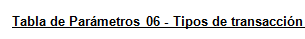 Tabla de Parámetros 06 - Tipos de transacción